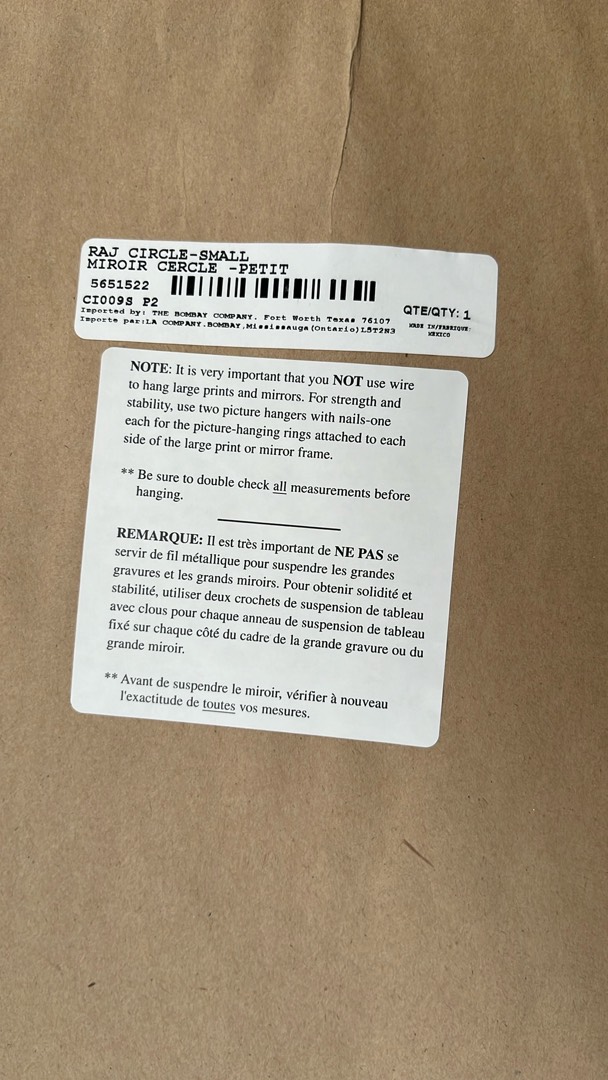 RAJ CIRCLE-SMALL
MIROIR CERCLE -PETIT
5651522
CI009S P2
QTE/QTY: 1
Imported by: THE BOMBAY COMPANY. Fort Worth Texas 76107
Importe par:LA COMPANY.BOMBAY,Mississauga(Ontario)L5T2N3
MADE IN/FABRIQUE:
MEXICO
NOTE: It is very important that you NOT use wire
to hang large prints and mirrors. For strength and
stability, use two picture hangers with nails-one
each for the picture-hanging rings attached to each
side of the large print or mirror frame.
** Be sure to double check all measurements before
hanging.
REMARQUE: Il est très important de NE PAS se
servir de fil métallique pour suspendre les grandes
gravures et les grands miroirs. Pour obtenir solidité et
stabilité, utiliser deux crochets de suspension de tableau
avec clous pour chaque anneau de suspension de tableau
fixé sur chaque côté du cadre de la grande gravure ou du
grande miroir.
** Avant de suspendre le miroir, vérifier à nouveau
l'exactitude de toutes vos mesures.